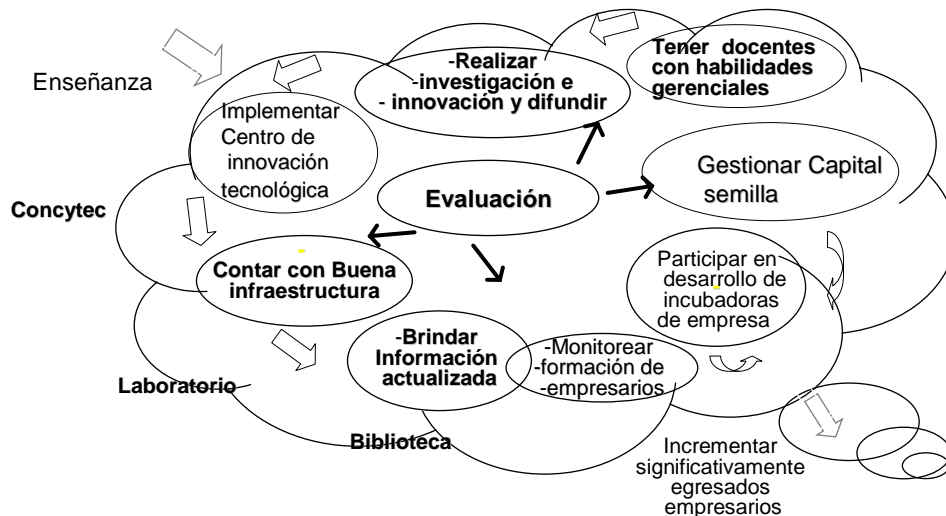 Enseñanza
-Realizar
-investigación e
- innovación y difundir
Tener docentes
con habilidades
gerenciales
Implementar
Centro de
innovación
tecnológica
Evaluación
Gestionar Capital
semilla
Concytec
Contar con Buena
infraestructura
Participar en
desarrollo de
incubadoras
de empresa
-Brindar
Información
actualizada
-Monitorear
-formación de
-empresarios
Laboratorio
Biblioteca
Incrementar
significativamente
egresados
empresarios